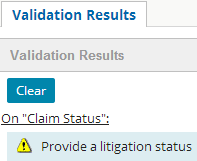 Validation Results
Validation Results
Clear
On "Claim Status":
Provide a litigation status